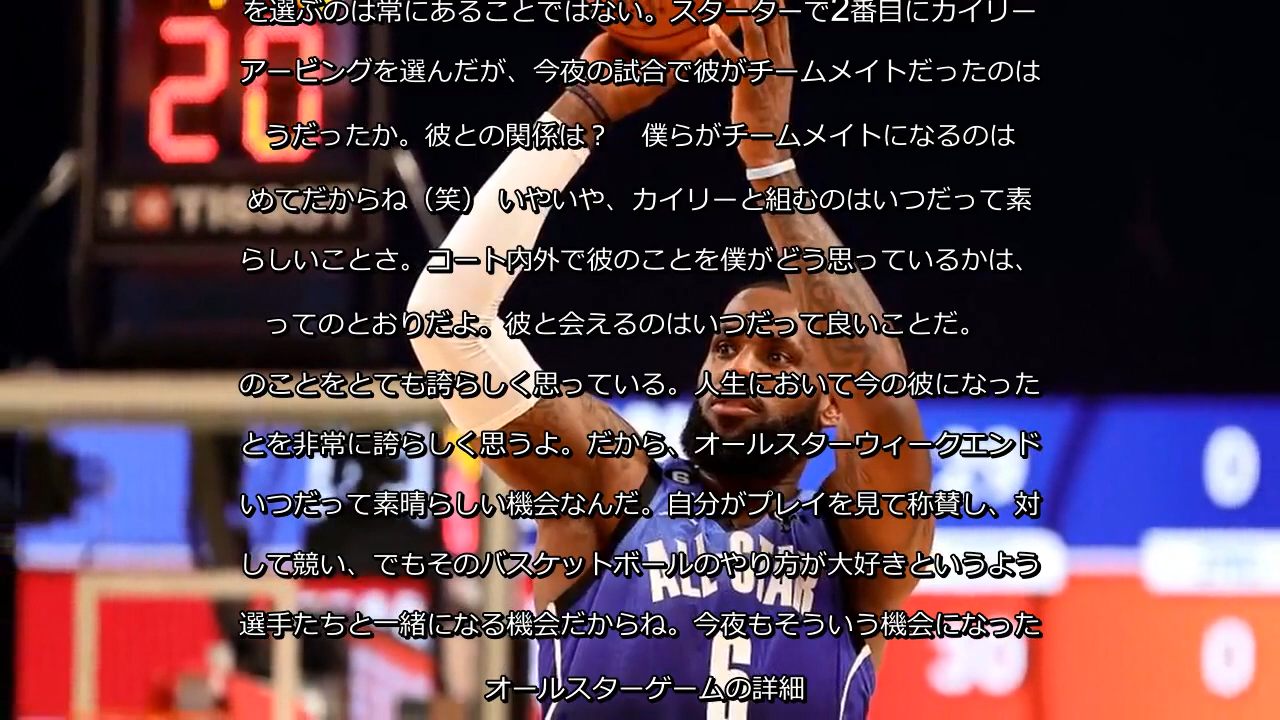 を選ぶのは常にあることではない。スターターで2番目にカイリー
アービングを選んだが、今夜の試合で彼がチームメイトだったのは
うだったか。彼との関係は？　僕らがチームメイトになるのは
めてだからね（笑） いやいや、カイリーと組むのはいつだって素
らしいことさ。コート内外で彼のことを僕がどう思っているかは、
ってのとおりだよ。彼と会えるのはいつだって良いことだ。
のことをとても誇らしく思っている。人生において今の彼になった
とを非常に誇らしく思うよ。だから、オールスターウィークエンド
いつだって素晴らしい機会なんだ。自分がプレイを見て称賛し、対
して競い、でもそのバスケットボールのやり方が大好きというよう
選手たちと一緒になる機会だからね。今夜もそういう機会になった
オールスターゲームの詳細
20
TISSOT
6
ALL STAR
6
0
30
0